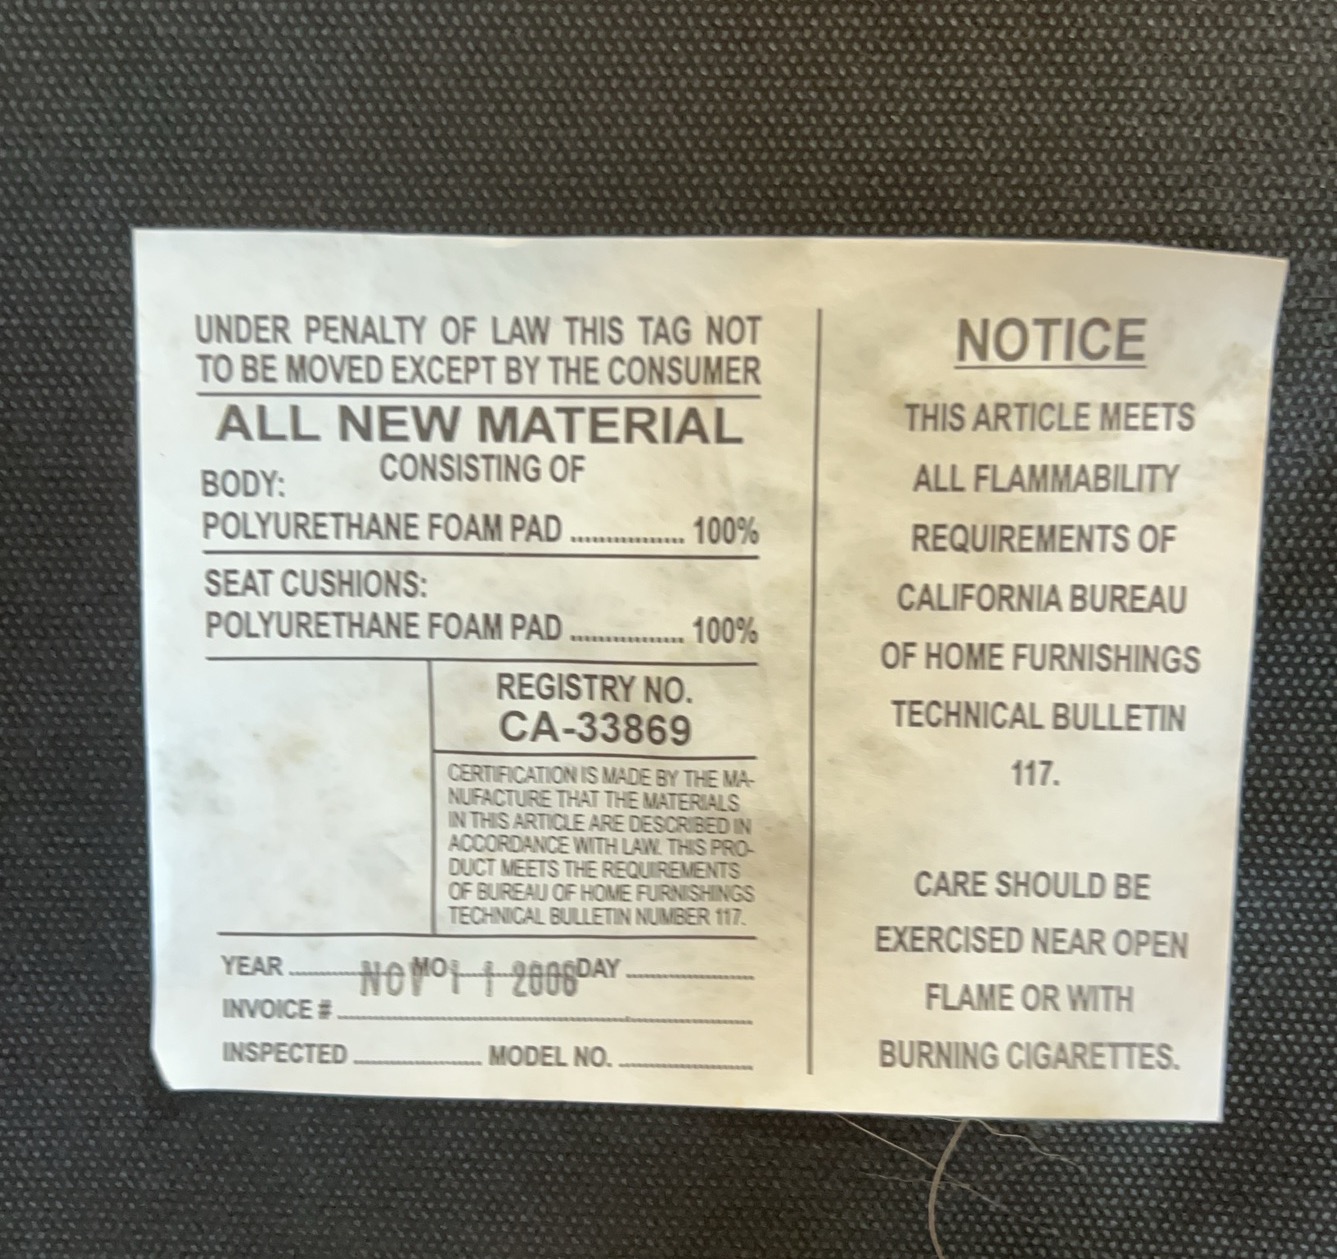 UNDER PENALTY OF LAW THIS TAG NOT
TO BE MOVED EXCEPT BY THE CONSUMER
ALL NEW MATERIAL
CONSISTING OF
BODY:
POLYURETHANE FOAM PAD ................ 100%
SEAT CUSHIONS:
POLYURETHANE FOAM PAD ................ 100%
REGISTRY NO.
CA-33869
CERTIFICATION IS MADE BY THE MA-
NUFACTURE THAT THE MATERIALS
IN THIS ARTICLE ARE DESCRIBED IN
ACCORDANCE WITH LAW. THIS PRO-
DUCT MEETS THE REQUIREMENTS
OF BUREAU OF HOME FURNISHINGS
TECHNICAL BULLETIN NUMBER 117.
YEAR ........ MO ........ DAY ........
NOV 11 2006
INVOICE # ........
INSPECTED ........ MODEL NO. ........
NOTICE
THIS ARTICLE MEETS
ALL FLAMMABILITY
REQUIREMENTS OF
CALIFORNIA BUREAU
OF HOME FURNISHINGS
TECHNICAL BULLETIN
117.
CARE SHOULD BE
EXERCISED NEAR OPEN
FLAME OR WITH
BURNING CIGARETTES.